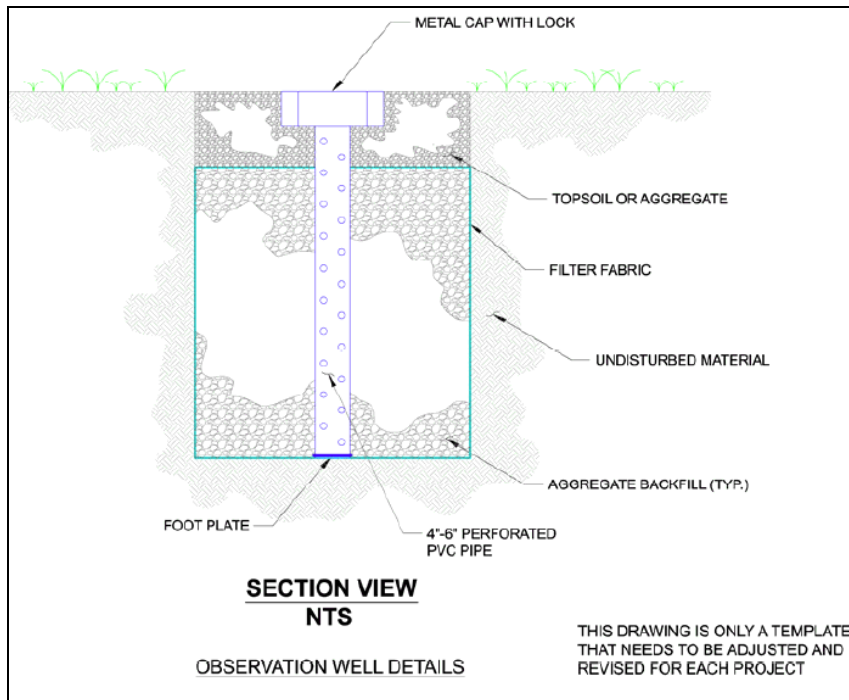 METAL CAP WITH LOCK
TOPSOIL OR AGGREGATE
FILTER FABRIC
UNDISTURBED MATERIAL
AGGREGATE BACKFILL (TYP.)
FOOT PLATE
4"-6" PERFORATED
PVC PIPE
SECTION VIEW
NTS
OBSERVATION WELL DETAILS
THIS DRAWING IS ONLY A TEMPLATE
THAT NEEDS TO BE ADJUSTED AND
REVISED FOR EACH PROJECT